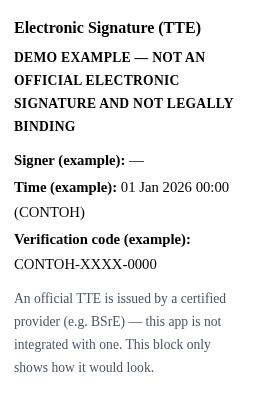 Electronic Signature (TTE)
DEMO EXAMPLE — NOT AN
OFFICIAL ELECTRONIC
SIGNATURE AND NOT LEGALLY
BINDING
Signer (example): —
Time (example): 01 Jan 2026 00:00
(CONTOH)
Verification code (example):
CONTOH-XXXX-0000
An official TTE is issued by a certified
provider (e.g. BSrE) — this app is not
integrated with one. This block only
shows how it would look.